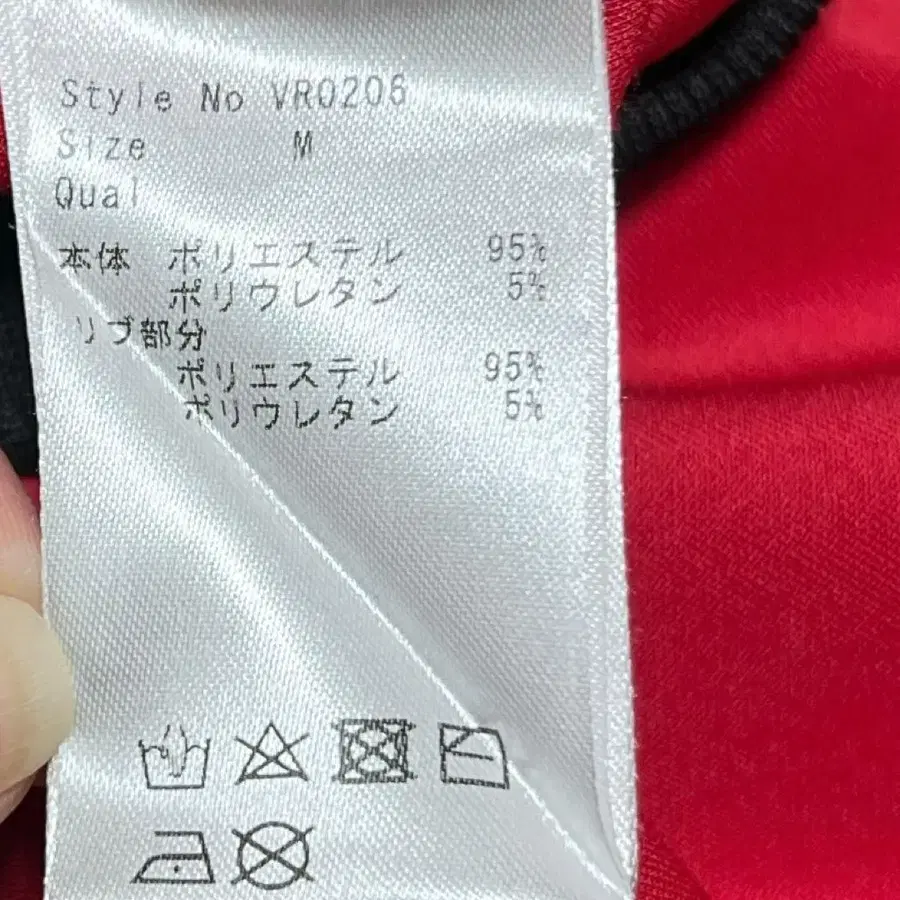 Style No VR0206
Size M
Qual
本体 ポリエステル 95%
ポリウレタン 5%
リブ部分
ポリエステル 95%
ポリウレタン 5%